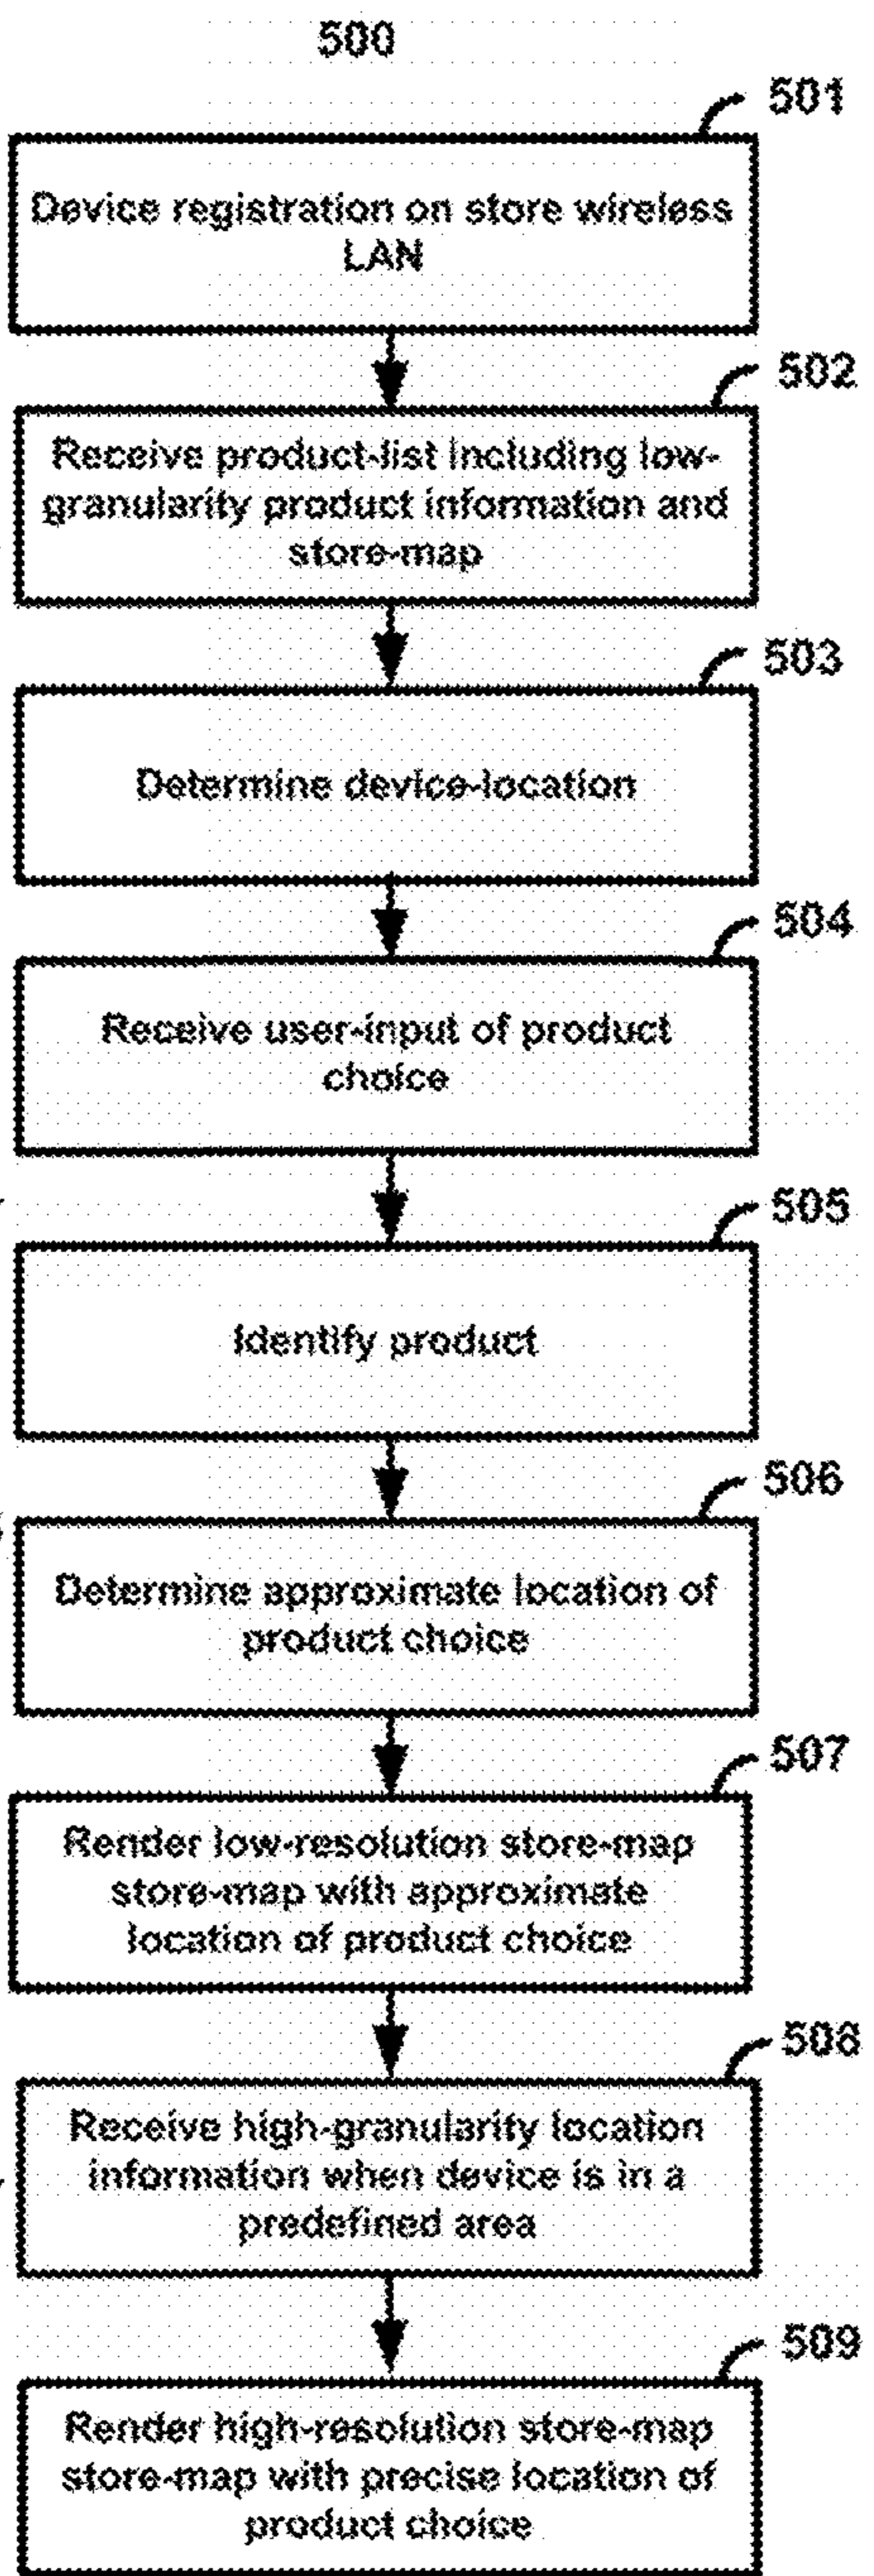 500
501
Device registration on store wireless
LAN
502
Receive product-list including low-
granularity product information and
store-map
503
Determine device-location
504
Receive user-input of product
choice
505
Identify product
506
Determine approximate location of
product choice
507
Render low-resolution store-map
store-map with approximate
location of product choice
508
Receive high-granularity location
information when device is in a
predefined area
509
Render high-resolution store-map
store-map with precise location of
product choice